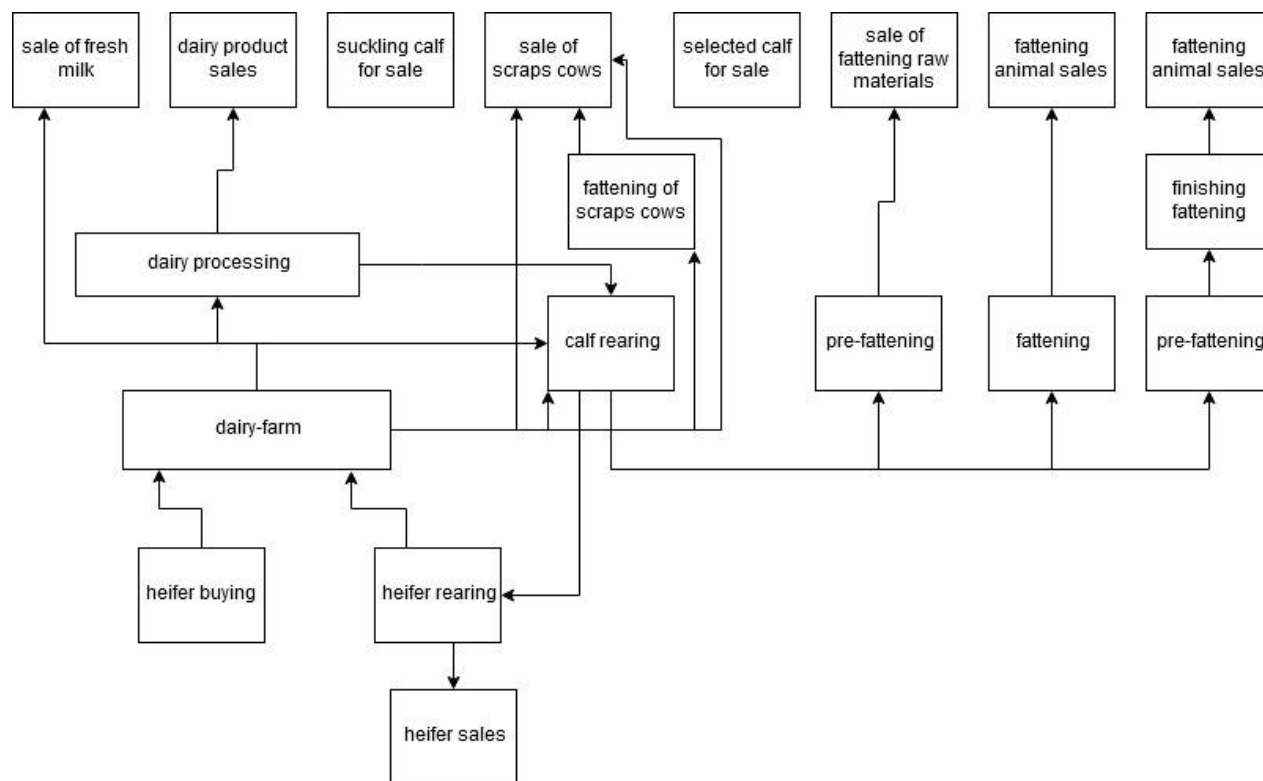 sale of fresh
milk
dairy product
sales
suckling calf
for sale
sale of
scraps cows
selected calf
for sale
sale of
fattening raw
materials
fattening
animal sales
fattening
animal sales
fattening of
scraps cows
finishing
fattening
dairy processing
calf rearing
pre-fattening
fattening
pre-fattening
dairy-farm
heifer buying
heifer rearing
heifer sales